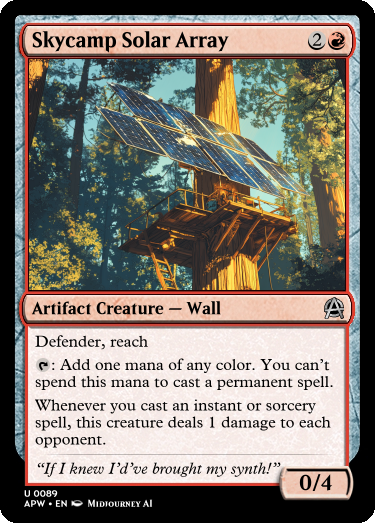 Skycamp Solar Array 2
Artifact Creature — Wall
Defender, reach
: Add one mana of any color. You can't
spend this mana to cast a permanent spell.
Whenever you cast an instant or sorcery
spell, this creature deals 1 damage to each
opponent.
"If I knew I'd've brought my synth!"
0/4
U 0089
APW • EN Midjourney AI